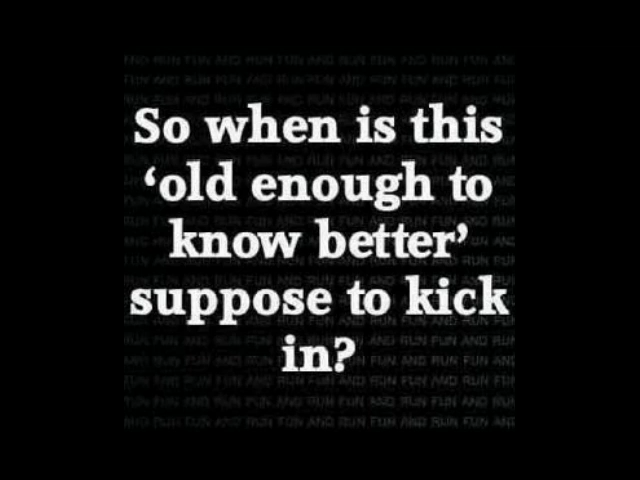 So when is this
‘old enough to
know better’
suppose to kick
in?